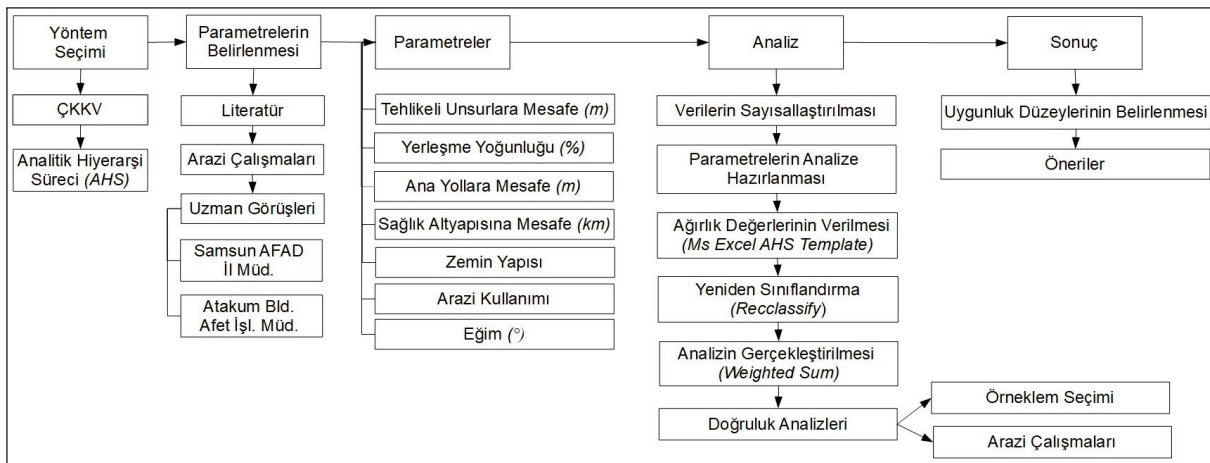 Yöntem
Seçimi
Parametrelerin
Belirlenmesi
Parametreler
Analiz
Sonuç
ÇKKV
Analitik Hiyerarşi
Süreci (AHS)
Literatür
Arazi Çalışmaları
Uzman Görüşleri
Samsun AFAD
İl Müd.
Atakum Bld.
Afet İşl. Müd.
Tehlikeli Unsurlara Mesafe (m)
Yerleşme Yoğunluğu (%)
Ana Yollara Mesafe (m)
Sağlık Altyapısına Mesafe (km)
Zemin Yapısı
Arazi Kullanımı
Eğim (°)
Verilerin Sayısallaştırılması
Parametrelerin Analize
Hazırlanması
Ağırlık Değerlerinin Verilmesi
(Ms Excel AHS Template)
Yeniden Sınıflandırma
(Recclassify)
Analizin Gerçekleştirilmesi
(Weighted Sum)
Doğruluk Analizleri
Örneklem Seçimi
Arazi Çalışmaları
Uygunluk Düzeylerinin Belirlenmesi
Öneriler